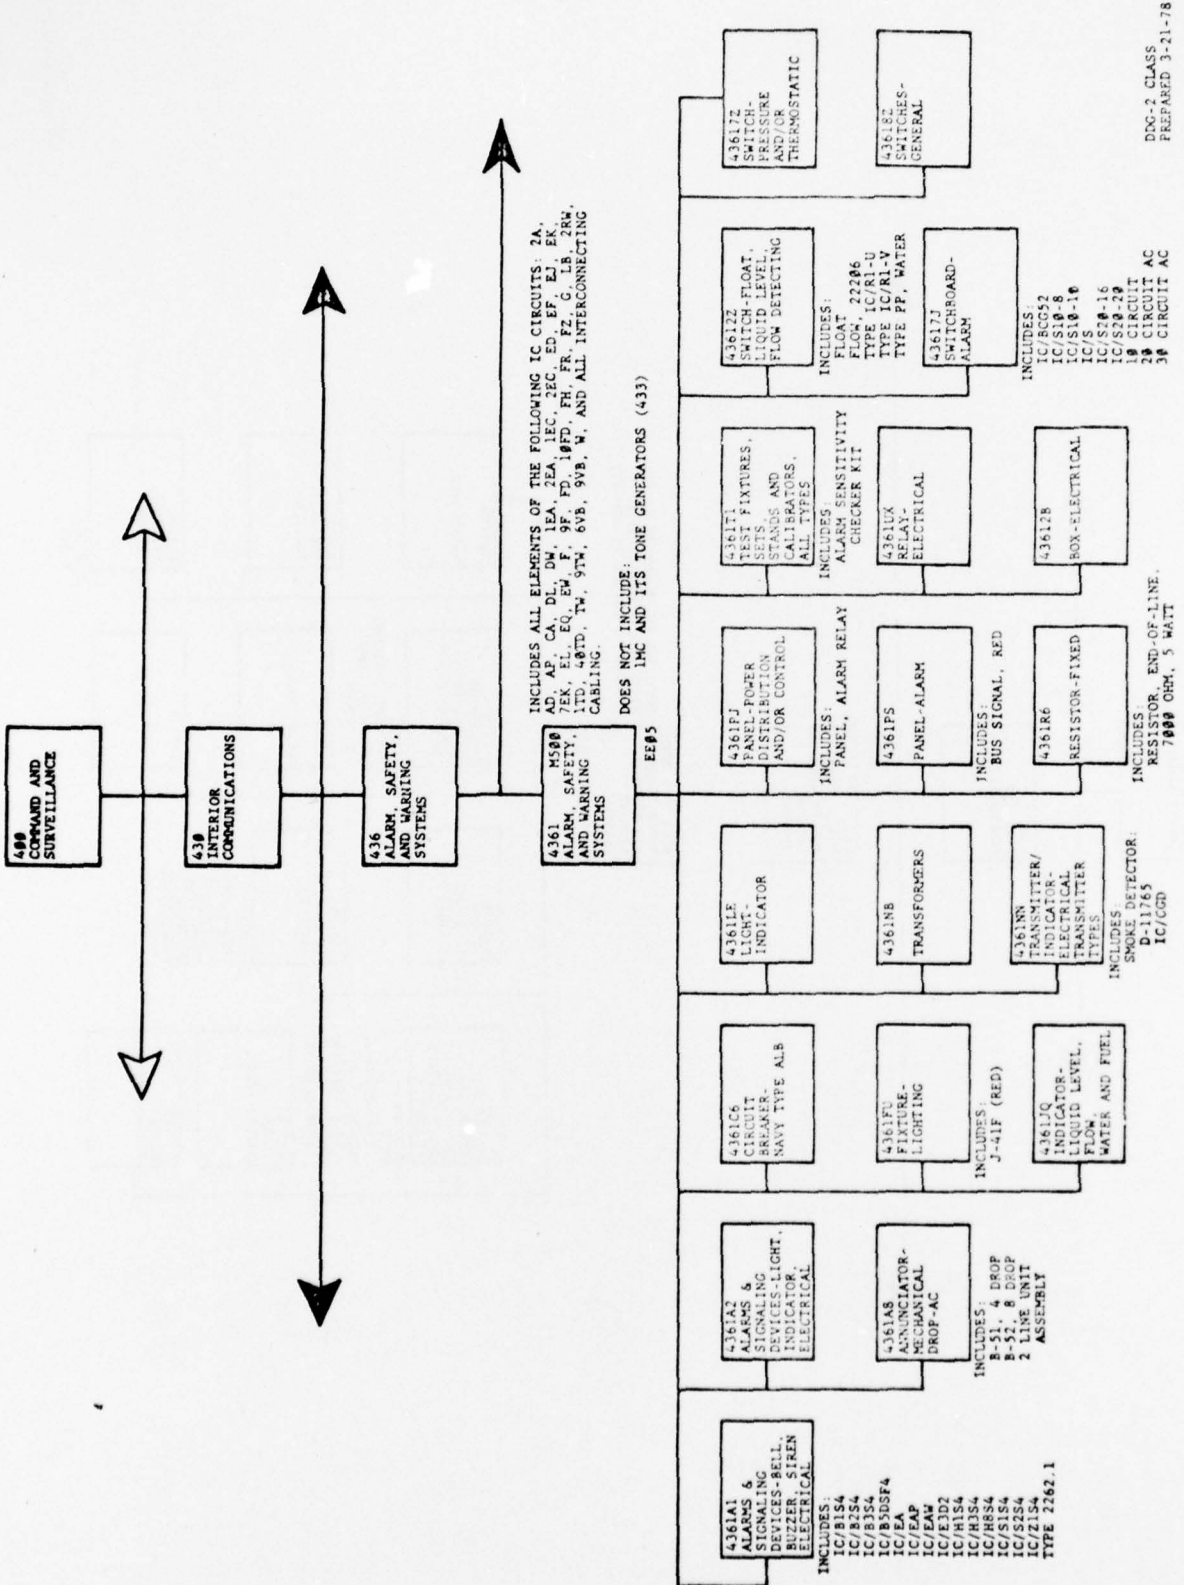 400
COMMAND AND
SURVEILLANCE
430
INTERIOR
COMMUNICATIONS
436
ALARM, SAFETY,
AND WARNING
SYSTEMS
4361 M500
ALARM, SAFETY,
AND WARNING
SYSTEMS
EE05
INCLUDES ALL ELEMENTS OF THE FOLLOWING IC CIRCUITS: 2A,
AD, AP, CA, DL, DW, 1EA, 2EA, 1EC, 2EC, ED, EF, EJ, EK,
7EK, EL, EQ, EW, F, 9F, FD, 10FD, FH, FR, FZ, G, LB, 2RW,
1TD, 40TD, TW, 9TW, 6VB, 9VB, W, AND ALL INTERCONNECTING
CABLING.
DOES NOT INCLUDE:
1MC AND ITS TONE GENERATORS (433)
4361A1
ALARMS &
SIGNALING
DEVICES-BELL,
BUZZER, SIREN
ELECTRICAL
INCLUDES:
IC/B1S4
IC/B2S4
IC/B3S4
IC/B5DSF4
IC/EA
IC/EAP
IC/EAW
IC/E3D2
IC/H1S4
IC/H3S4
IC/H8S4
IC/S1S4
IC/S2S4
IC/Z1S4
TYPE 2262.1
4361A2
ALARMS &
SIGNALING
DEVICES-LIGHT,
INDICATOR,
ELECTRICAL
4361A8
ANNUNCIATOR-
MECHANICAL
DROP-AC
INCLUDES:
B-51, 4 DROP
B-52, 8 DROP
2 LINE UNIT
ASSEMBLY
4361C6
CIRCUIT
BREAKER-
NAVY TYPE ALB
4361FU
FIXTURE-
LIGHTING
INCLUDES:
J-41F (RED)
4361JQ
INDICATOR-
LIQUID LEVEL,
FLOW,
WATER AND FUEL
4361LE
LIGHT-
INDICATOR
4361NB
TRANSFORMERS
4361NN
TRANSMITTER/
INDICATOR-
ELECTRICAL
TRANSMITTER
TYPES
INCLUDES:
SMOKE DETECTOR:
D-11765
IC/CGD
4361PJ
PANEL-POWER
DISTRIBUTION
AND/OR CONTROL
INCLUDES:
PANEL, ALARM RELAY
4361PS
PANEL-ALARM
INCLUDES:
BUS SIGNAL, RED
4361R6
RESISTOR-FIXED
INCLUDES:
RESISTOR, END-OF-LINE,
7000 OHM, 5 WATT
4361T1
TEST FIXTURES,
SETS,
STANDS AND
CALIBRATORS,
ALL TYPES
INCLUDES:
ALARM SENSITIVITY
CHECKER KIT
4361UX
RELAY-
ELECTRICAL
43612B
BOX-ELECTRICAL
43612Z
SWITCH-FLOAT,
LIQUID LEVEL,
FLOW DETECTING
INCLUDES:
FLOAT
FLOW, 22206
TYPE IC/R1-U
TYPE IC/R1-V
TYPE PP, WATER
43617J
SWITCHBOARD-
ALARM
INCLUDES:
IC/BCG52
IC/S10-8
IC/S10-10
IC/S
IC/S20-16
IC/S20-20
10 CIRCUIT
20 CIRCUIT AC
30 CIRCUIT AC
43617Z
SWITCH-
PRESSURE
AND/OR
THERMOSTATIC
43618Z
SWITCHES-
GENERAL
DDG-2 CLASS
PREPARED 3-21-78